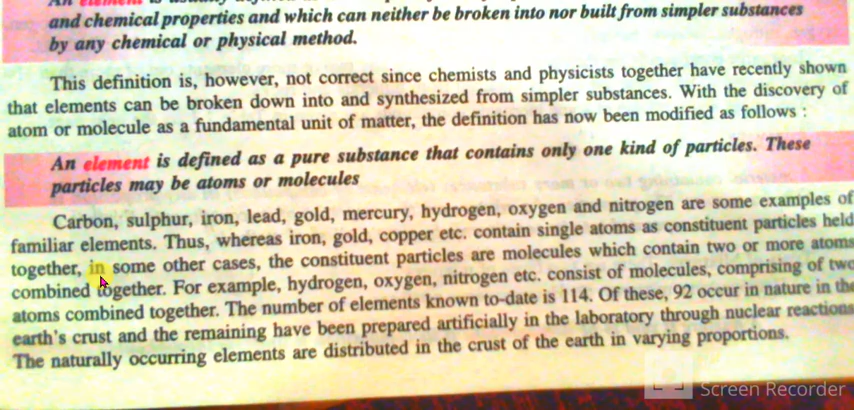 An element is usually
and chemical properties and which can neither be broken into nor built from simpler substances
by any chemical or physical method.
This definition is, however, not correct since chemists and physicists together have recently shown
that elements can be broken down into and synthesized from simpler substances. With the discovery of
atom or molecule as a fundamental unit of matter, the definition has now been modified as follows :
An element is defined as a pure substance that contains only one kind of particles. These
particles may be atoms or molecules
Carbon, sulphur, iron, lead, gold, mercury, hydrogen, oxygen and nitrogen are some examples of
familiar elements. Thus, whereas iron, gold, copper etc. contain single atoms as constituent particles held
together, in some other cases, the constituent particles are molecules which contain two or more atoms
combined together. For example, hydrogen, oxygen, nitrogen etc. consist of molecules, comprising of two
atoms combined together. The number of elements known to-date is 114. Of these, 92 occur in nature in the
earth's crust and the remaining have been prepared artificially in the laboratory through nuclear reactions
The naturally occurring elements are distributed in the crust of the earth in varying proportions.
Screen Recorder